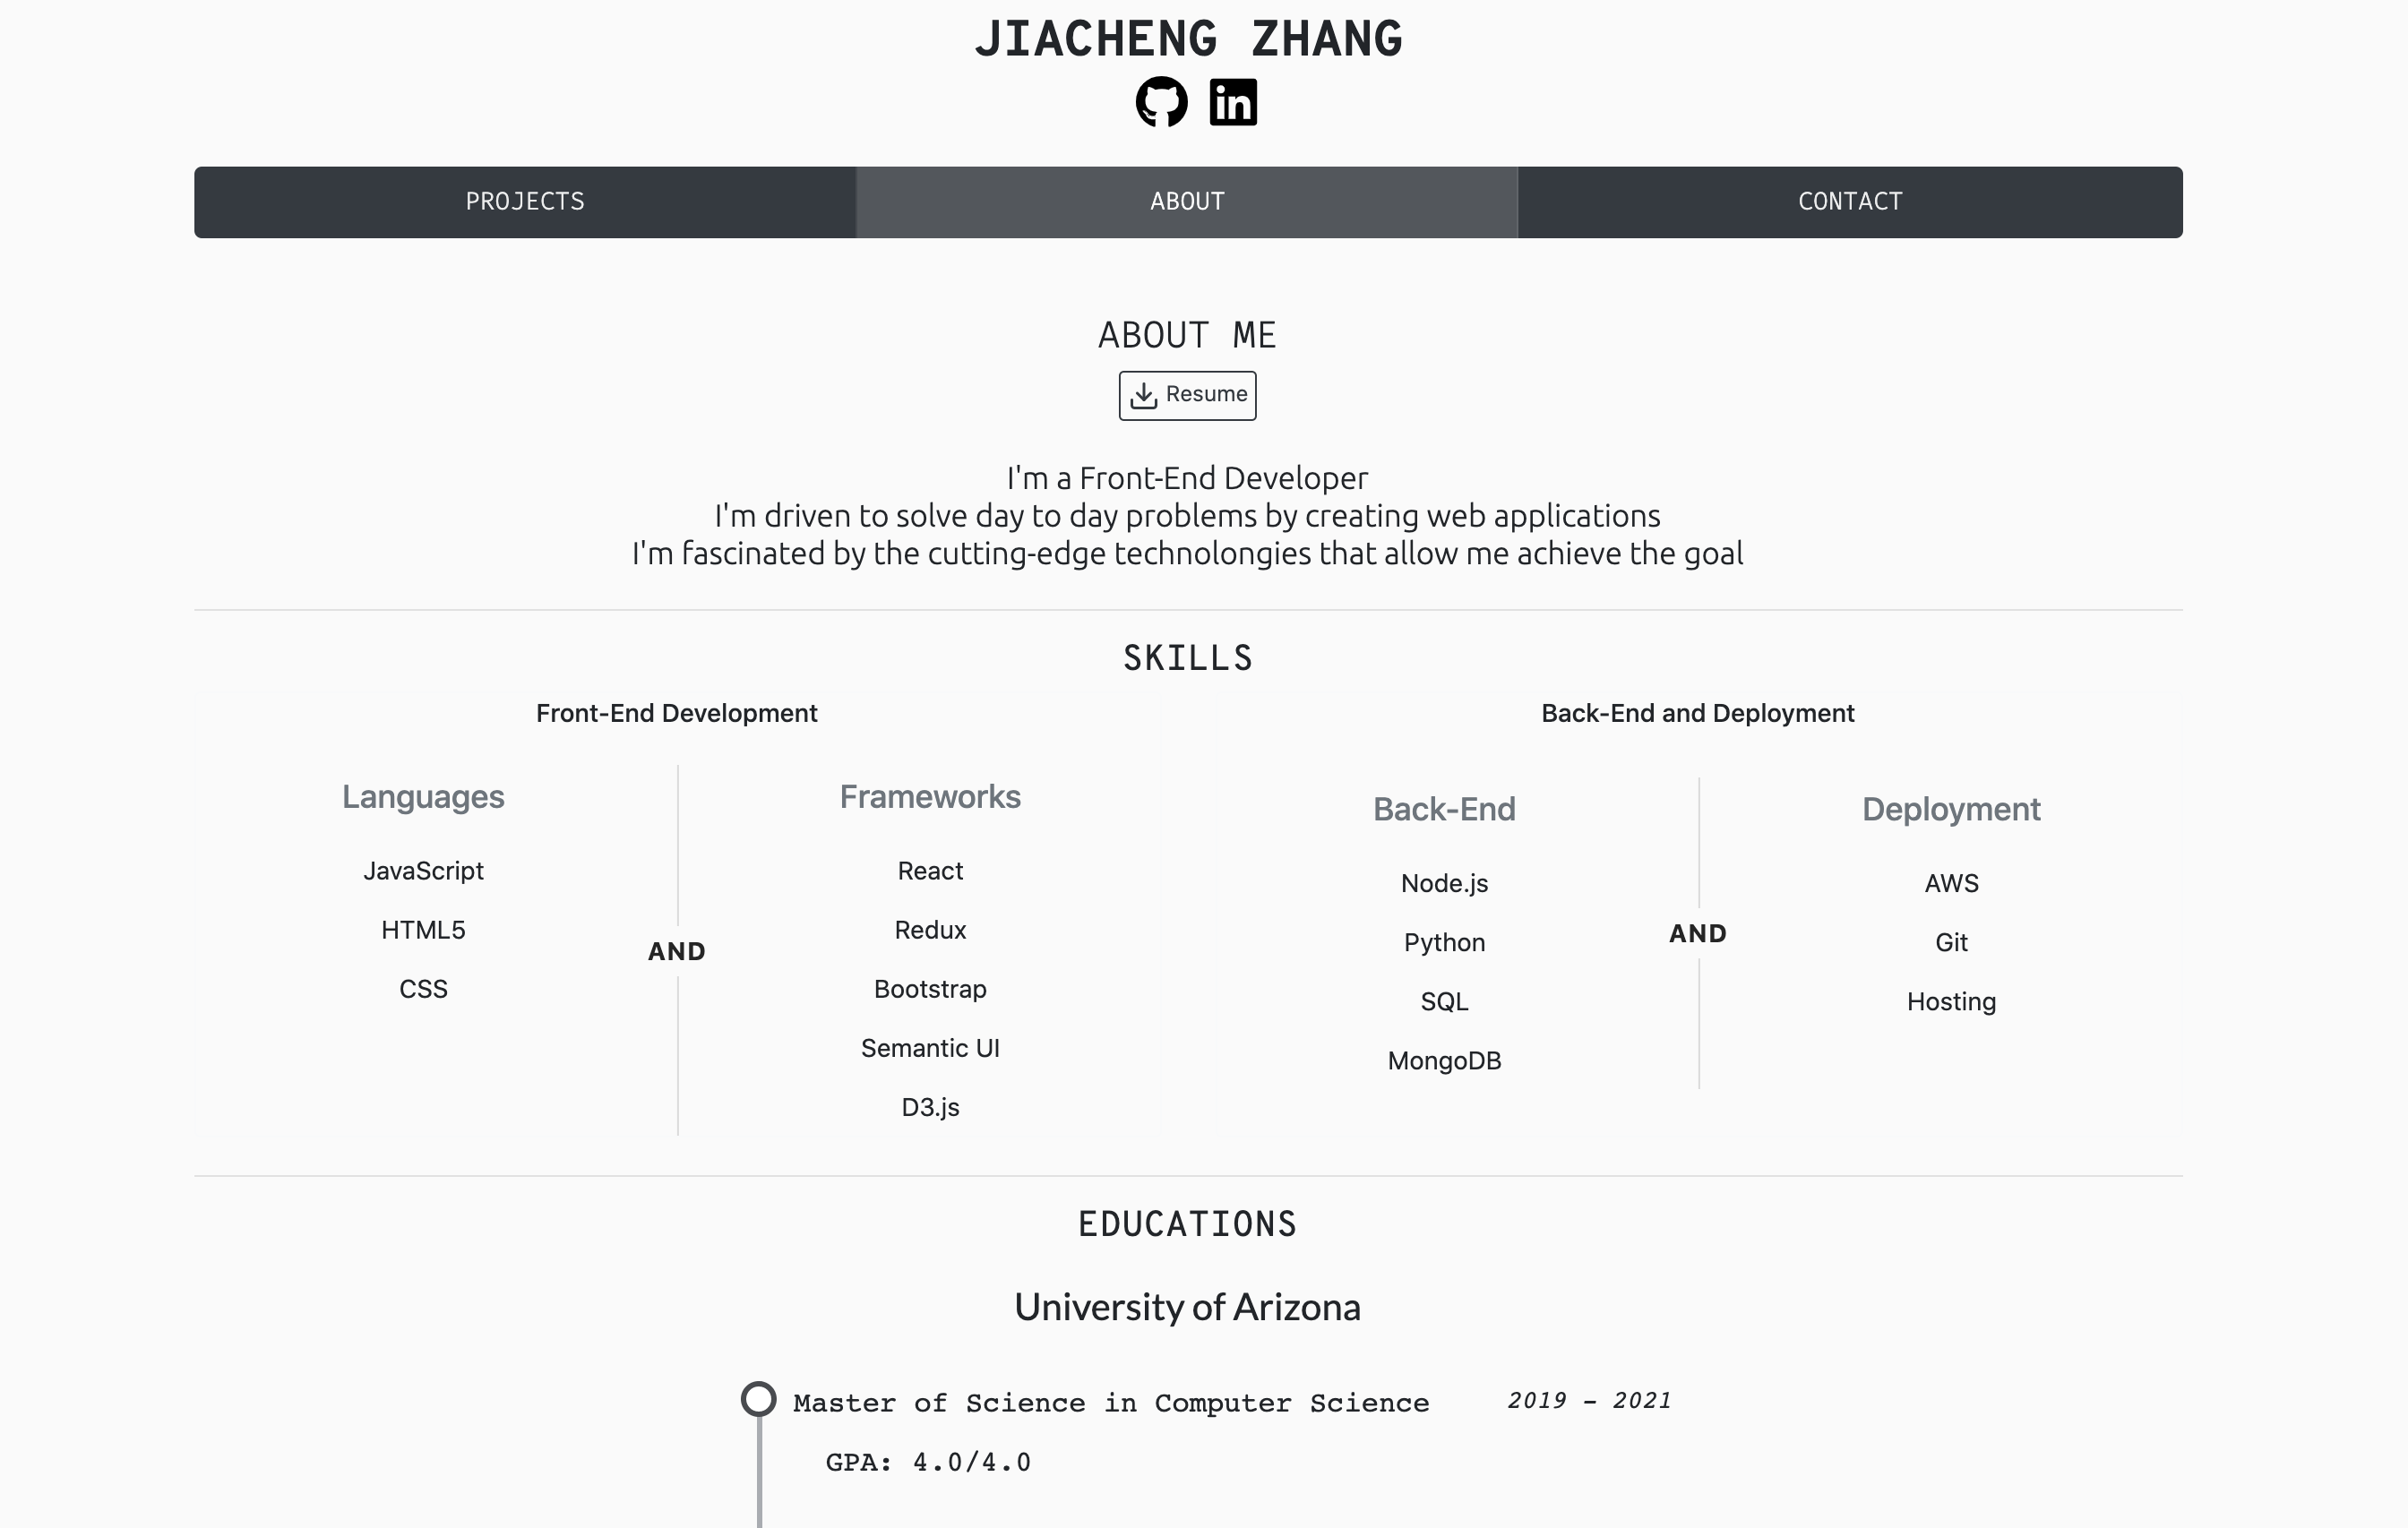 JIACHENG ZHANG
in
PROJECTS
ABOUT
CONTACT
ABOUT ME
Resume
I'm a Front-End Developer
I'm driven to solve day to day problems by creating web applications
I'm fascinated by the cutting-edge technolongies that allow me achieve the goal
SKILLS
Front-End Development
Languages
JavaScript
HTML5
CSS
AND
Frameworks
React
Redux
Bootstrap
Semantic UI
D3.js
Back-End and Deployment
Back-End
Node.js
Python
SQL
MongoDB
AND
Deployment
AWS
Git
Hosting
EDUCATIONS
University of Arizona
Master of Science in Computer Science 2019 - 2021
GPA: 4.0/4.0